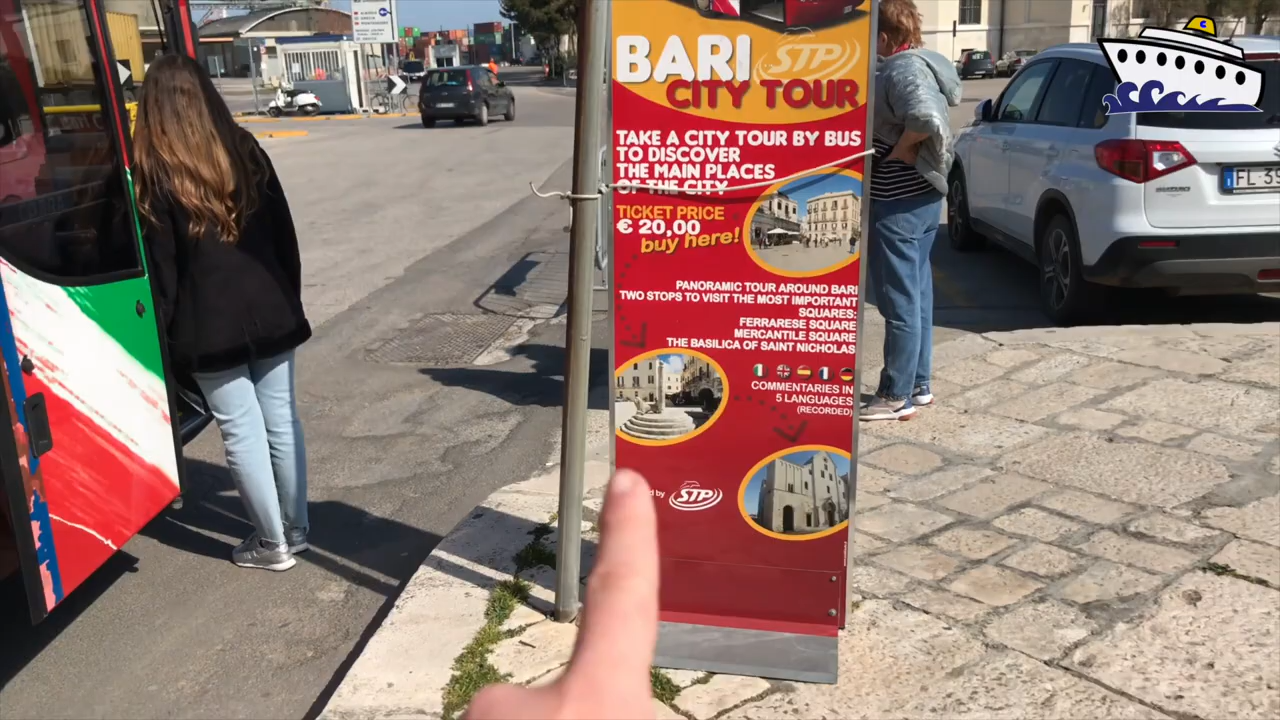 BARI STP
CITY TOUR
TAKE A CITY TOUR BY BUS
TO DISCOVER
THE MAIN PLACES
OF THE CITY
TICKET PRICE
€ 20,00
buy here!
PANORAMIC TOUR AROUND BARI
TWO STOPS TO VISIT THE MOST IMPORTANT
SQUARES:
FERRARESE SQUARE
MERCANTILE SQUARE
THE BASILICA OF SAINT NICHOLAS
COMMENTARIES IN
5 LANGUAGES
(RECORDED)
by STP
FL
C